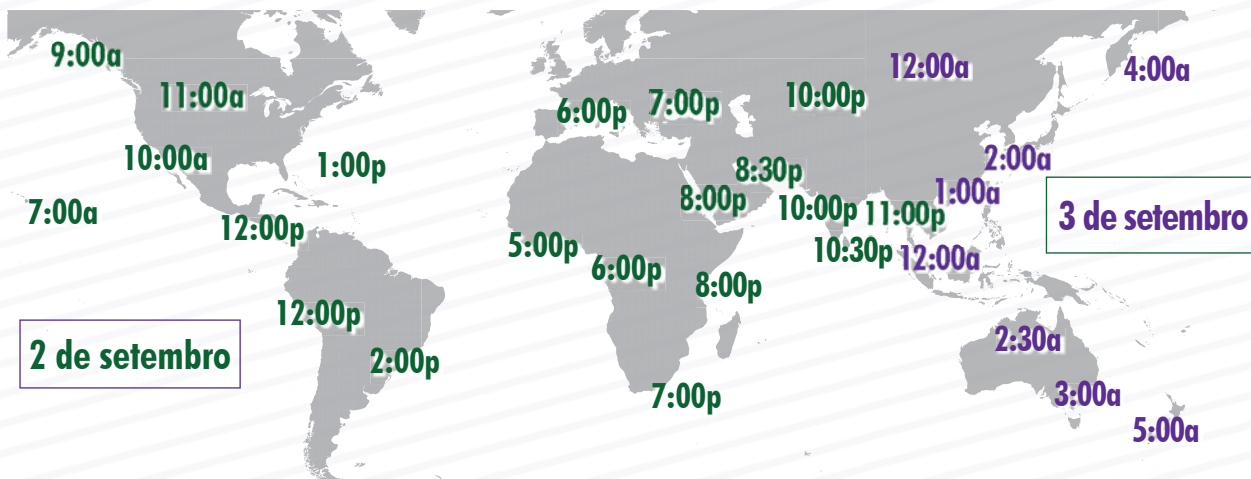 9:00a
12:00a
4:00a
11:00a
6:00p
7:00p
10:00p
10:00a
1:00p
8:30p
2:00a
7:00a
12:00p
8:00p
10:00p
11:00p
1:00a
3 de setembro
5:00p
6:00p
8:00p
10:30p
12:00a
12:00p
2 de setembro
2:00p
7:00p
2:30a
3:00a
5:00a